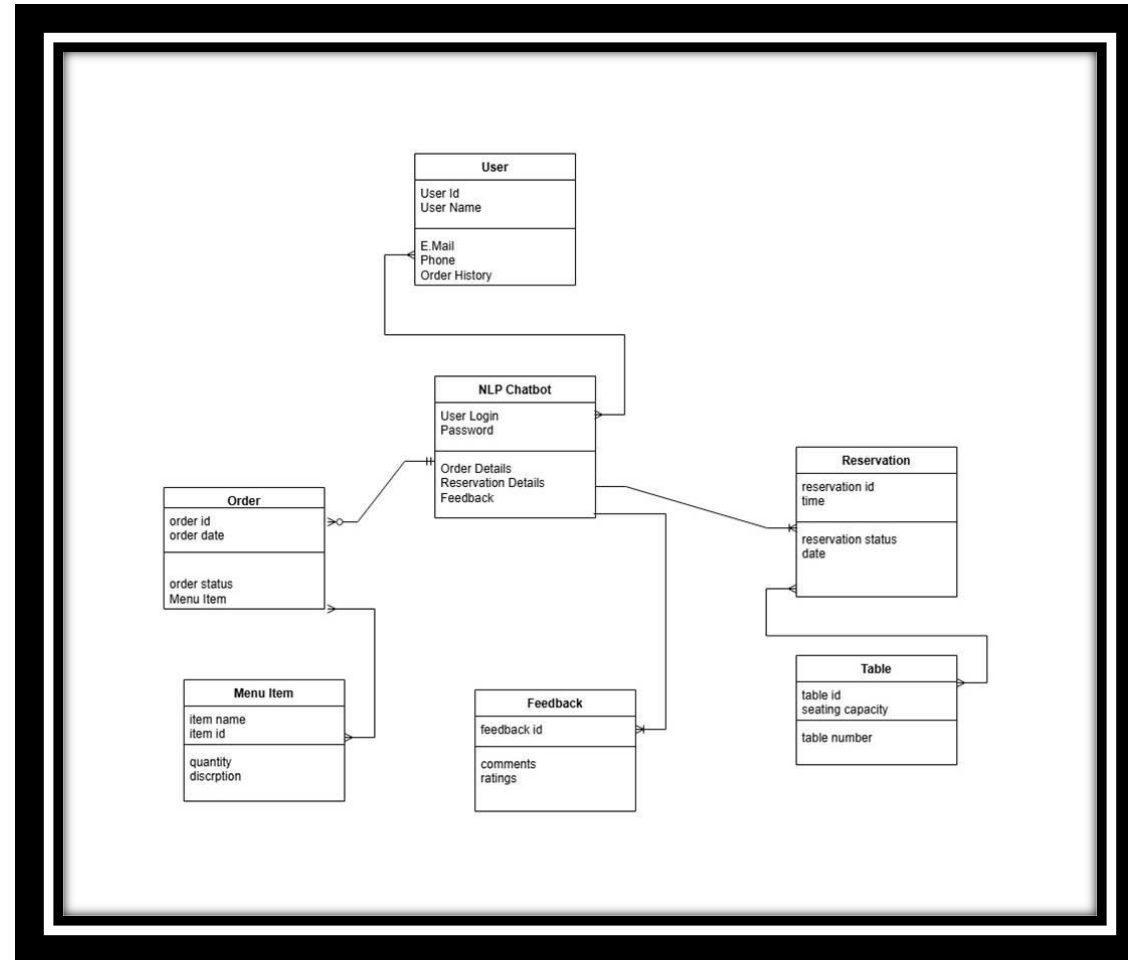 User
User Id
User Name
E.Mail
Phone
Order History
NLP Chatbot
User Login
Password
Order Details
Reservation Details
Feedback
Order
order id
order date
order status
Menu Item
Reservation
reservation id
time
reservation status
date
Menu Item
item name
item id
quantity
discrption
Feedback
feedback id
comments
ratings
Table
table id
seating capacity
table number